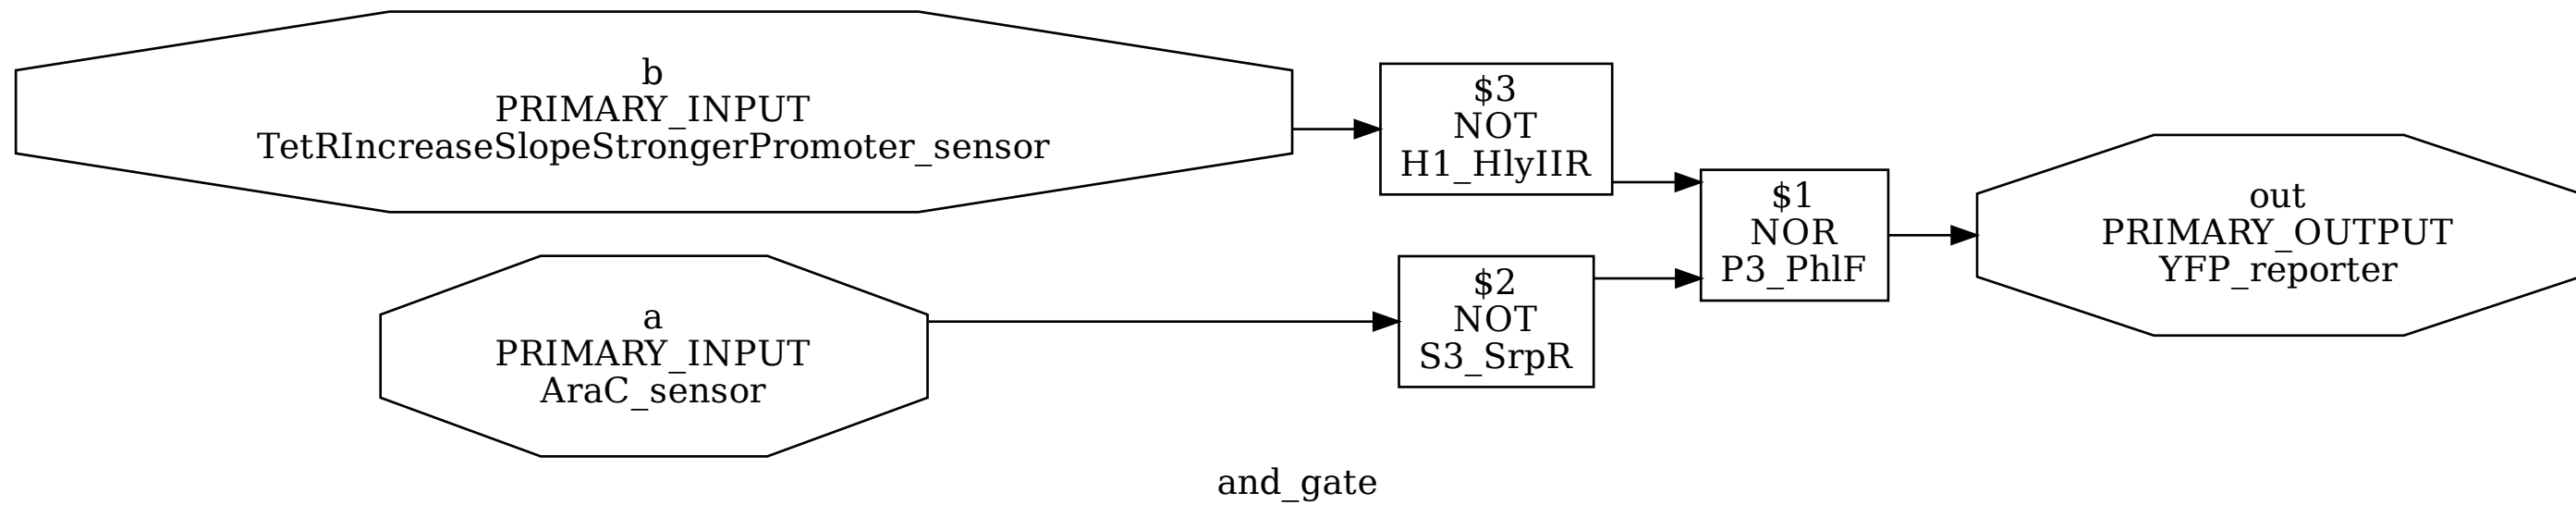 b
PRIMARY_INPUT
TetRIncreaseSlopeStrongerPromoter_sensor
$3
NOT
H1_HlyIIR
a
PRIMARY_INPUT
AraC_sensor
$2
NOT
S3_SrpR
$1
NOR
P3_PhlF
out
PRIMARY_OUTPUT
YFP_reporter
and_gate